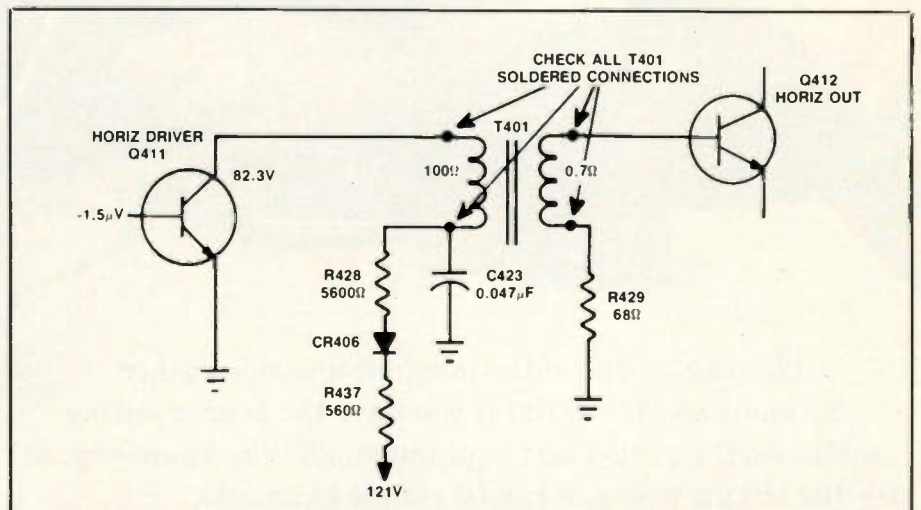 CHECK ALL T401
SOLDERED CONNECTIONS
Q412
HORIZ OUT
HORIZ DRIVER
Q411
T401
82.3V
100Ω
0.7Ω
-1.5μV
R428
5600Ω
C423
0.047μF
R429
68Ω
CR406
R437
560Ω
121V